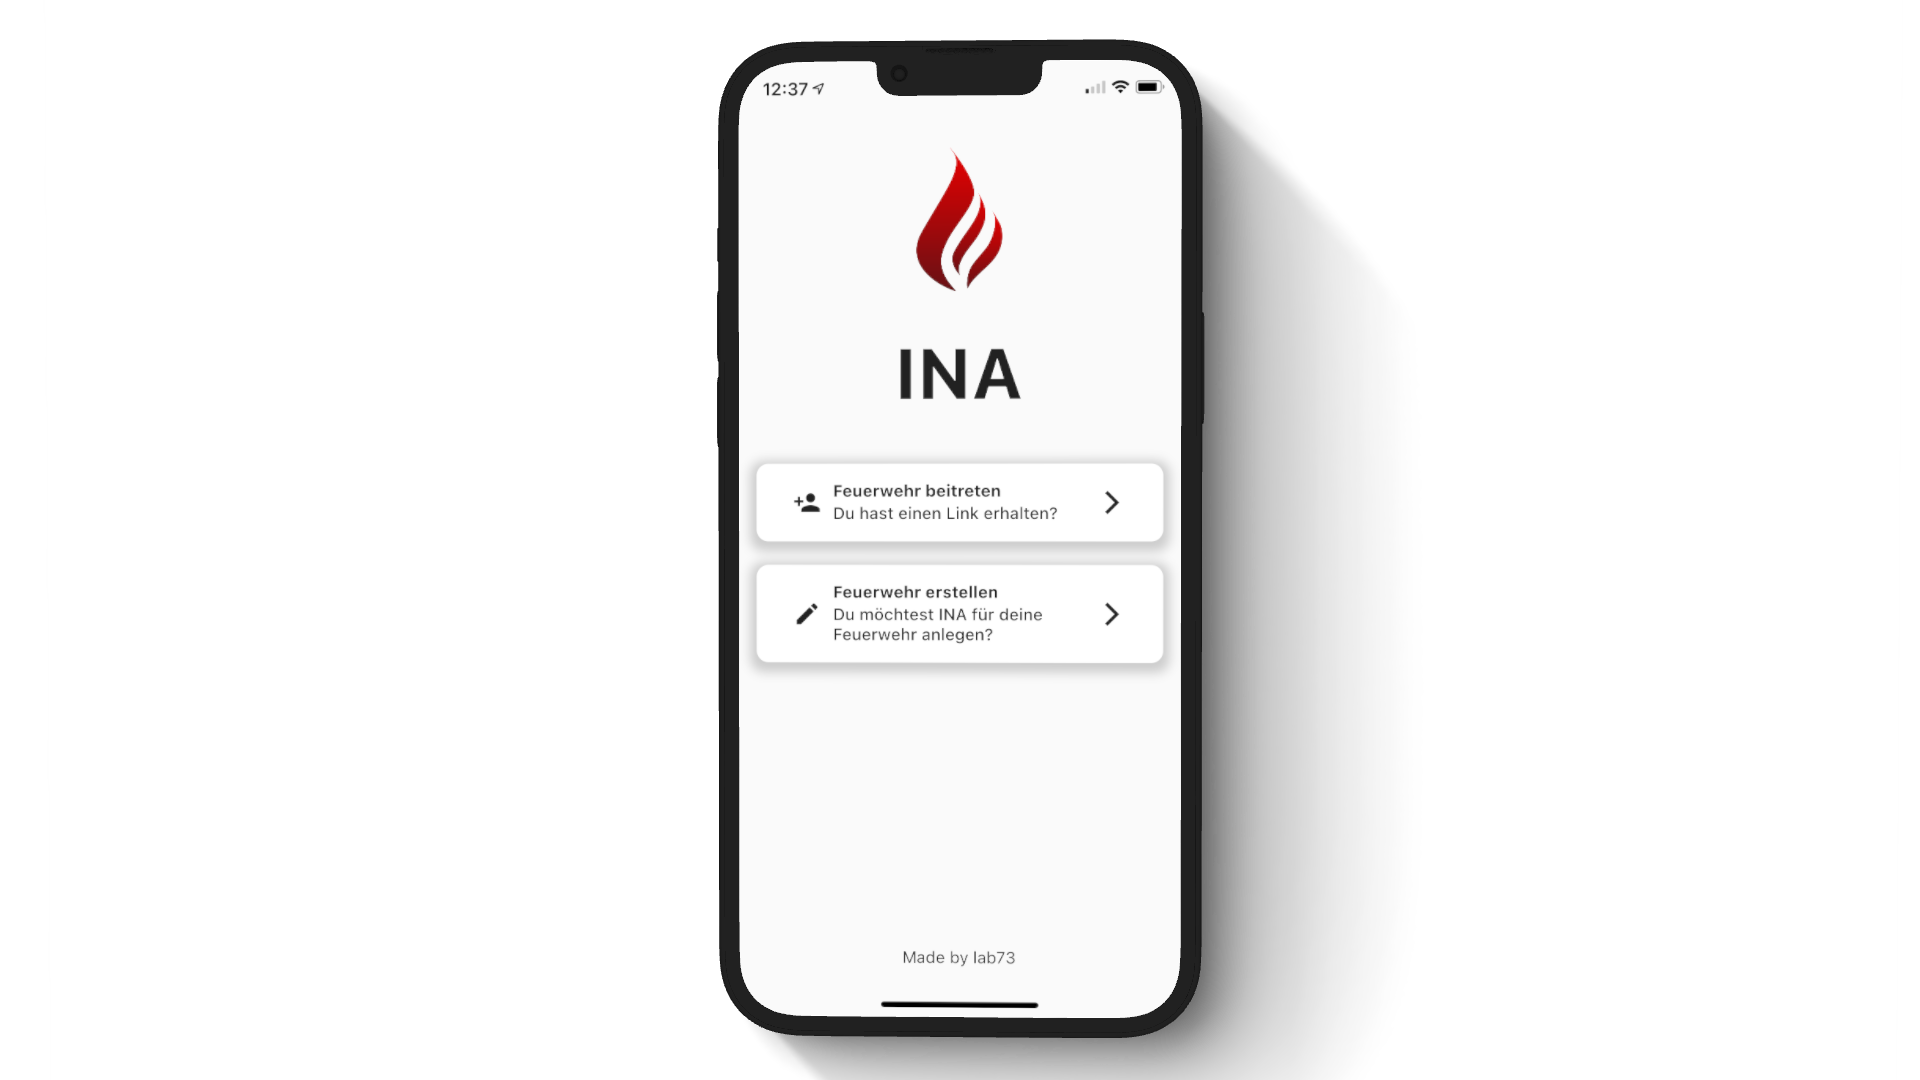 12:37
INA
Feuerwehr beitreten
Du hast einen Link erhalten?
Feuerwehr erstellen
Du möchtest INA für deine
Feuerwehr anlegen?
Made by lab73